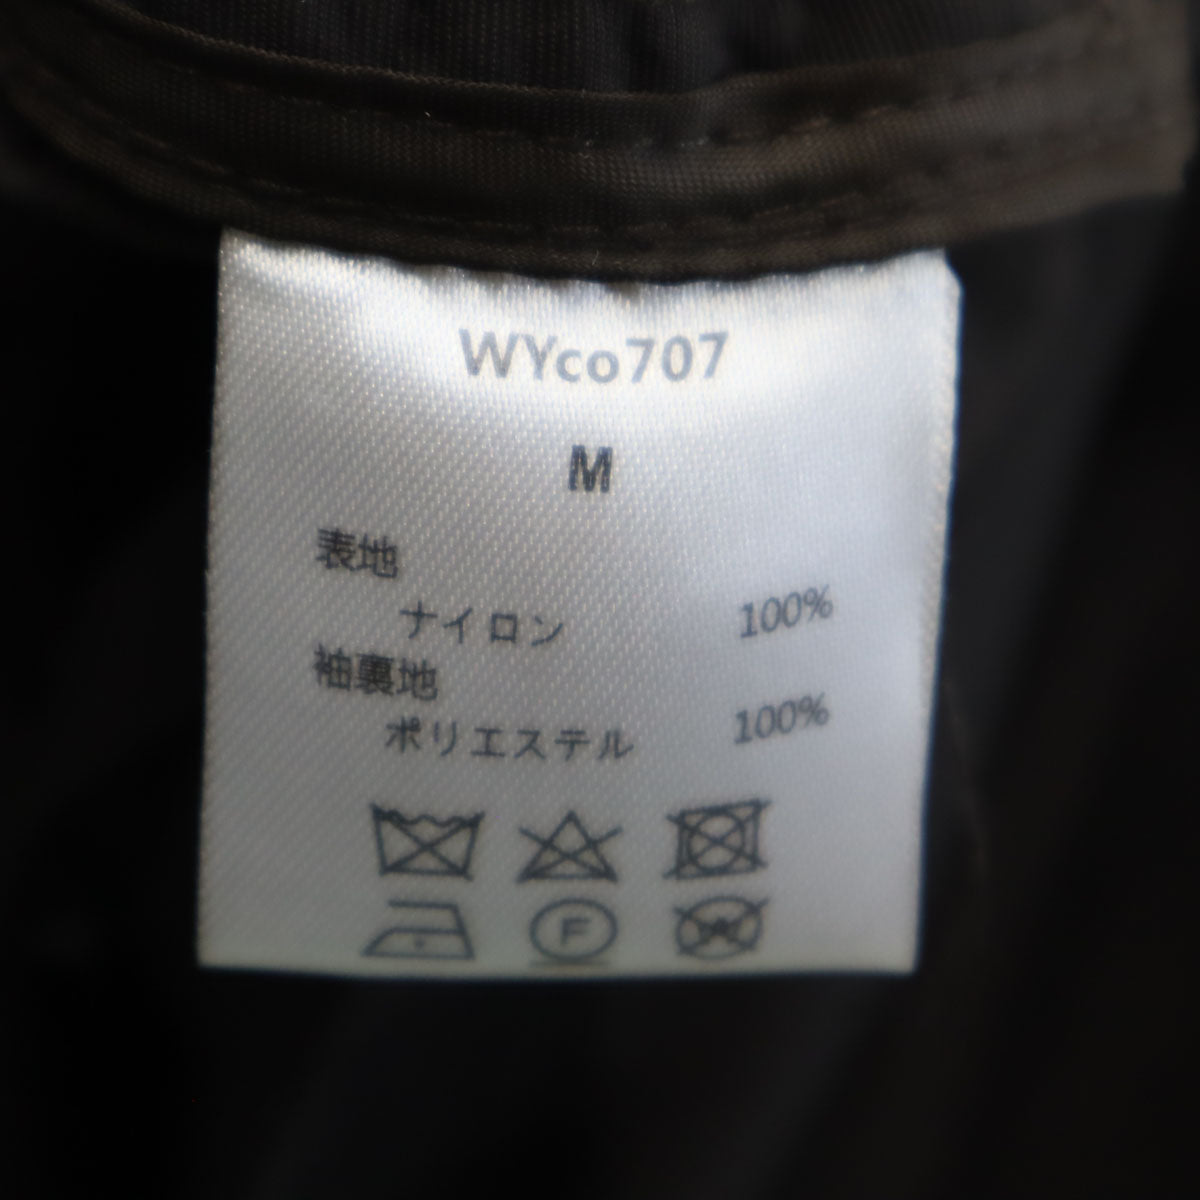 WYco707
M
表地
ナイロン 100%
袖裏地
ポリエステル 100%
F
W